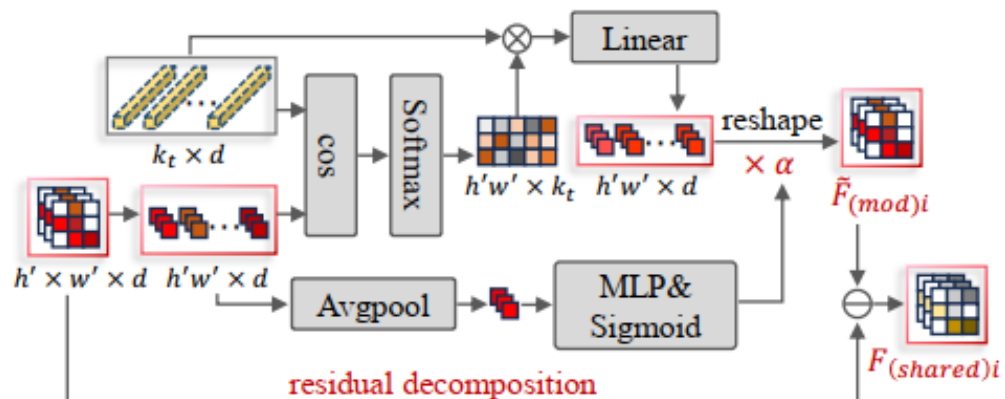 Linear
k_t × d
cos
Softmax
h'w' × k_t
h'w' × d
reshape
× α
F̃_(mod)i
h' × w' × d
h'w' × d
Avgpool
MLP&
Sigmoid
F_(shared)i
residual decomposition